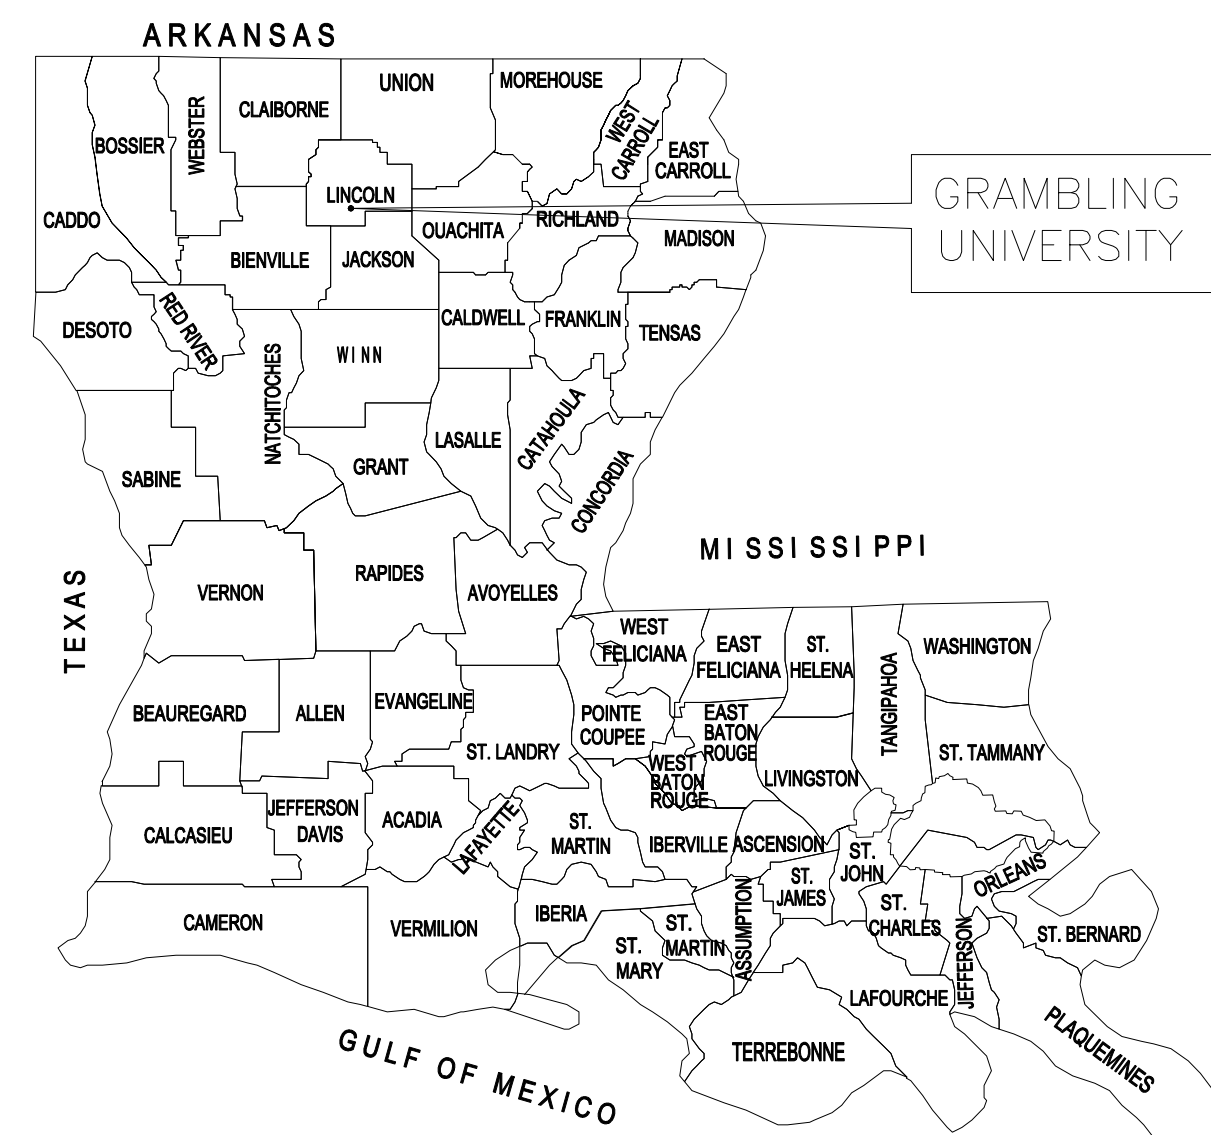 ARKANSAS
UNION
MOREHOUSE
CLAIBORNE
WEBSTER
BOSSIER
WEST
CARROLL
EAST
CARROLL
GRAMBLING
UNIVERSITY
LINCOLN
CADDO
RICHLAND
OUACHITA
MADISON
BIENVILLE
JACKSON
RED RIVER
DESOTO
CALDWELL
FRANKLIN
TENSAS
WINN
NATCHITOCHES
CATAHOULA
LASALLE
GRANT
SABINE
CONCORDIA
MISSISSIPPI
TEXAS
VERNON
RAPIDES
AVOYELLES
WEST
FELICIANA
EAST
FELICIANA
ST.
HELENA
TANGIPAHOA
WASHINGTON
BEAUREGARD
ALLEN
EVANGELINE
POINTE
COUPEE
EAST
BATON
ROUGE
ST. LANDRY
WEST
BATON
ROUGE
LIVINGSTON
ST. TAMMANY
JEFFERSON
DAVIS
CALCASIEU
ACADIA
LAFAYETTE
ST.
MARTIN
IBERVILLE
ASCENSION
ST.
JOHN
ST.
JAMES
ORLEANS
ST.
CHARLES
CAMERON
VERMILION
IBERIA
ST.
MARTIN
ASSUMPTION
ST.
MARY
JEFFERSON
ST. BERNARD
LAFOURCHE
TERREBONNE
PLAQUEMINES
GULF OF MEXICO